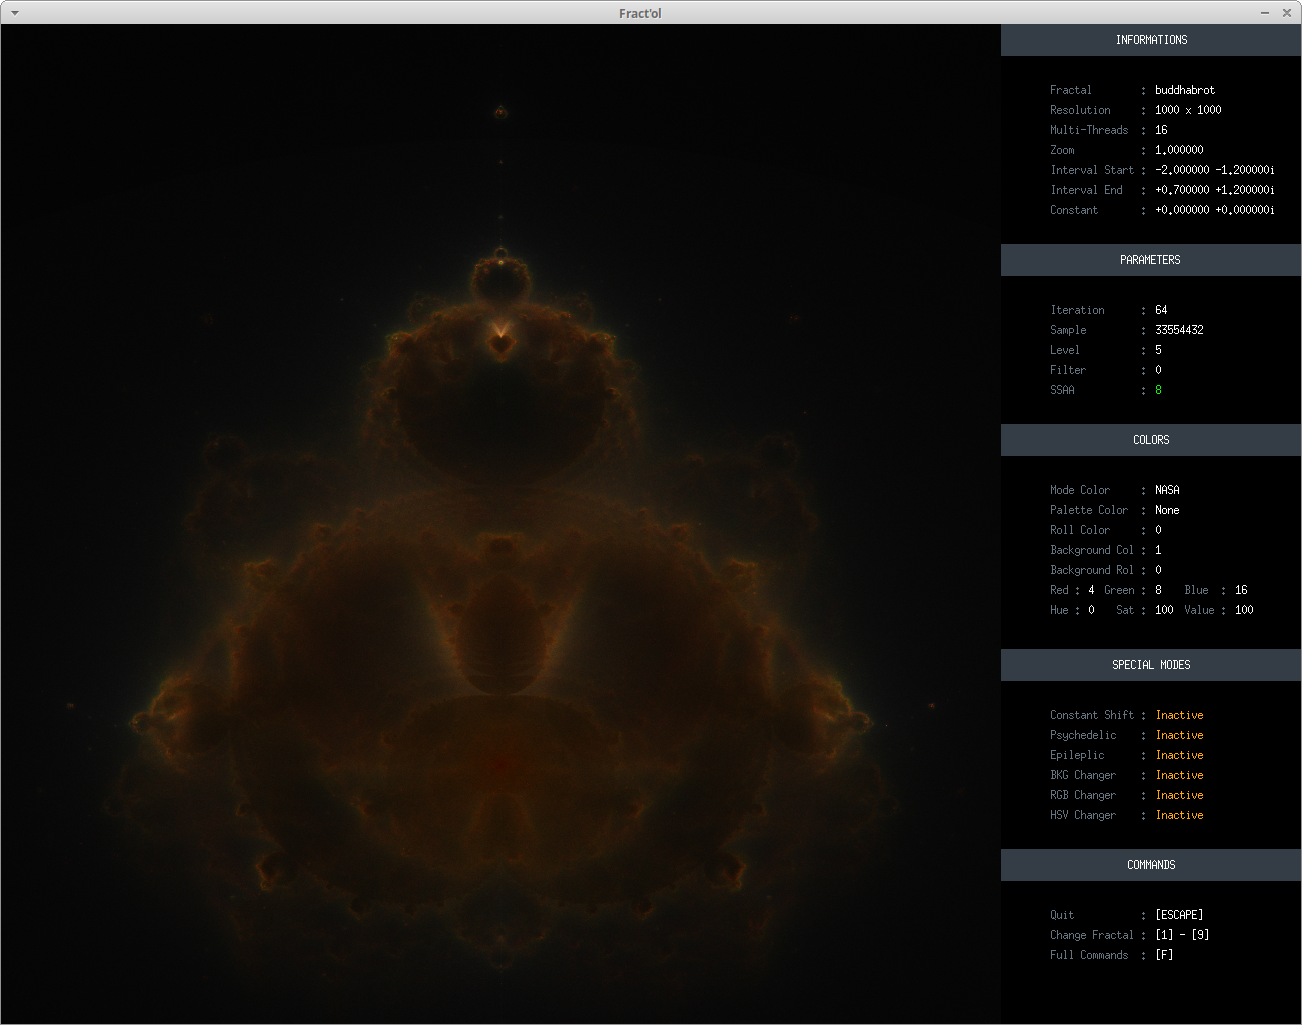 Fract'ol
INFORMATIONS
Fractal : buddhabrot
Resolution : 1000 x 1000
Multi-Threads : 16
Zoom : 1.000000
Interval Start : -2.000000 -1.200000i
Interval End : +0.700000 +1.200000i
Constant : +0.000000 +0.000000i
PARAMETERS
Iteration : 64
Sample : 33554432
Level : 5
Filter : 0
SSAA : 8
COLORS
Mode Color : NASA
Palette Color : None
Roll Color : 0
Background Col : 1
Background Rol : 0
Red : 4 Green : 8 Blue : 16
Hue : 0 Sat : 100 Value : 100
SPECIAL MODES
Constant Shift : Inactive
Psychedelic : Inactive
Epileplic : Inactive
BKG Changer : Inactive
RGB Changer : Inactive
HSV Changer : Inactive
COMMANDS
Quit : [ESCAPE]
Change Fractal : [1] - [9]
Full Commands : [F]